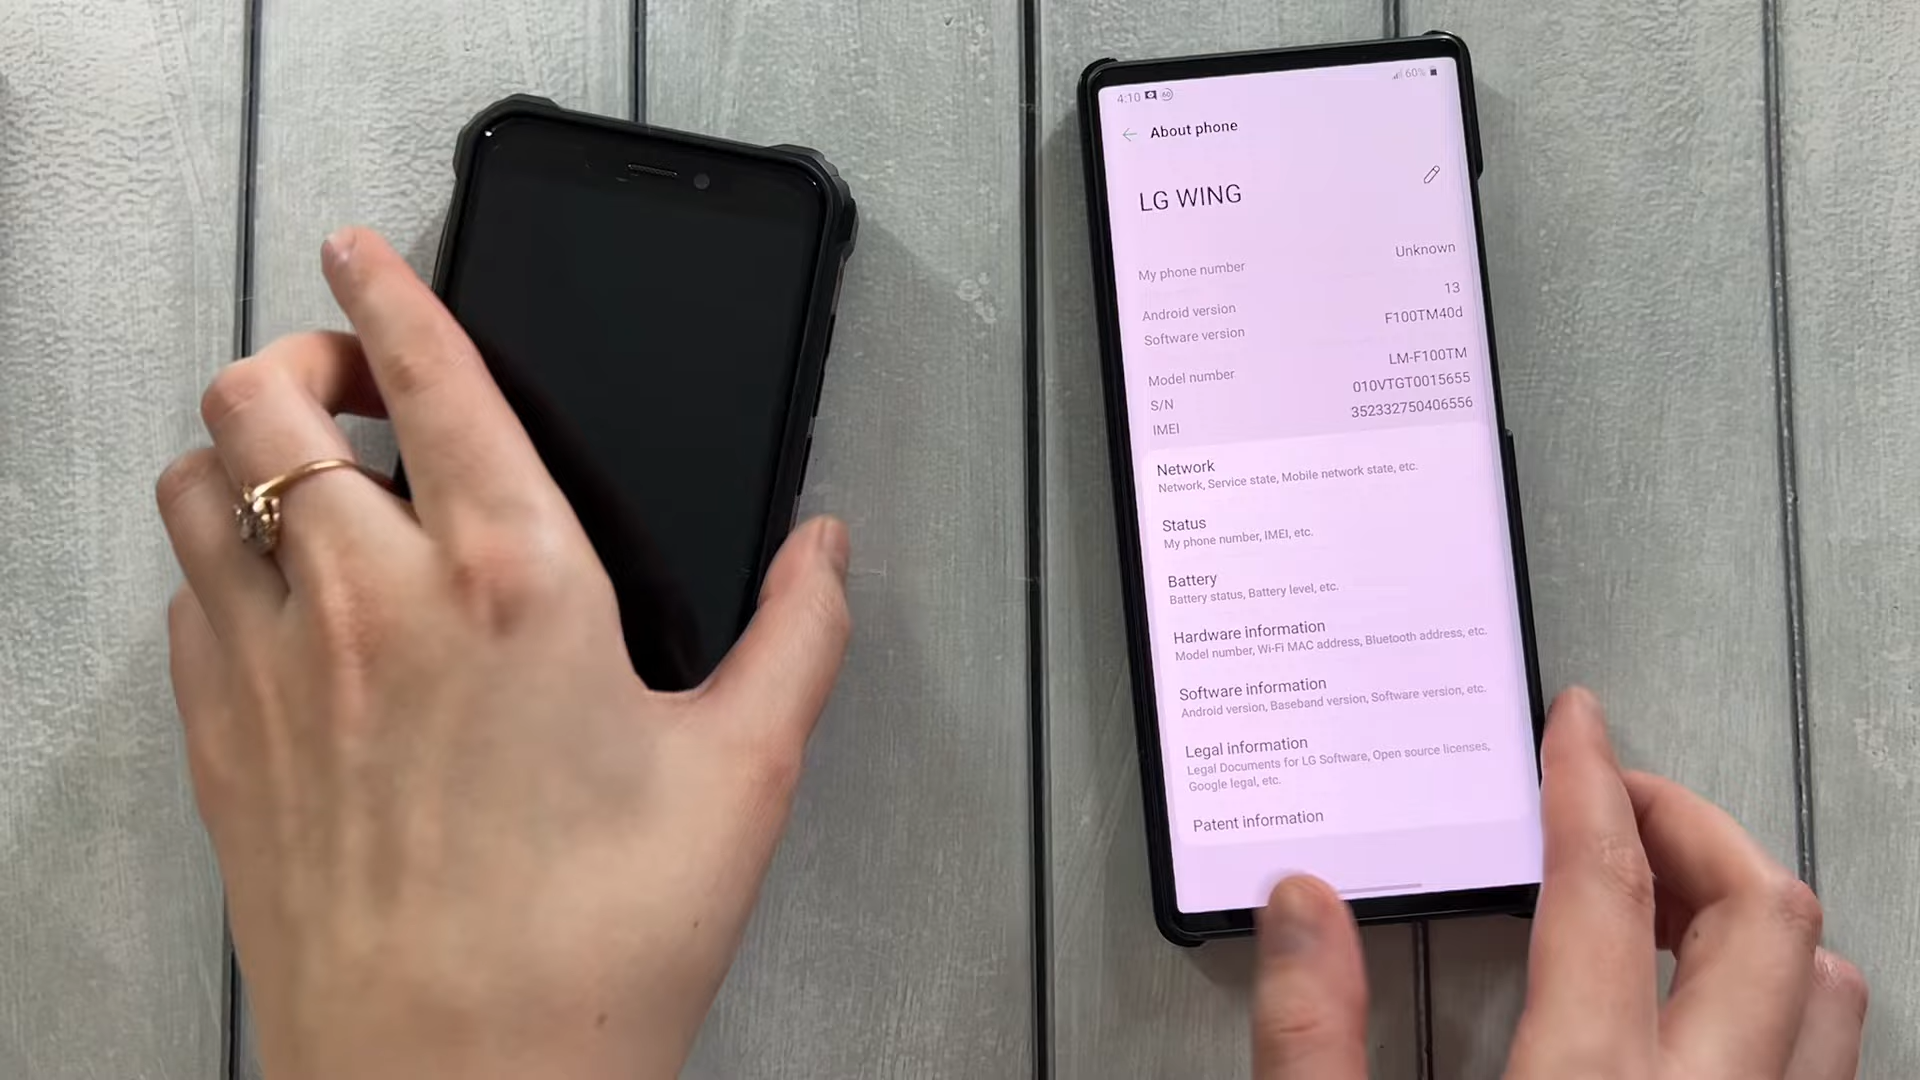 4:10 60 60%
About phone
LG WING
My phone number Unknown
Android version 13
Software version F100TM40d
Model number LM-F100TM
S/N 010VTGT0015655
IMEI 352332750406556
Network
Network, Service state, Mobile network state, etc.
Status
My phone number, IMEI, etc.
Battery
Battery status, Battery level, etc.
Hardware information
Model number, Wi-Fi MAC address, Bluetooth address, etc.
Software information
Android version, Baseband version, Software version, etc.
Legal information
Legal Documents for LG Software, Open source licenses,
Google legal, etc.
Patent information